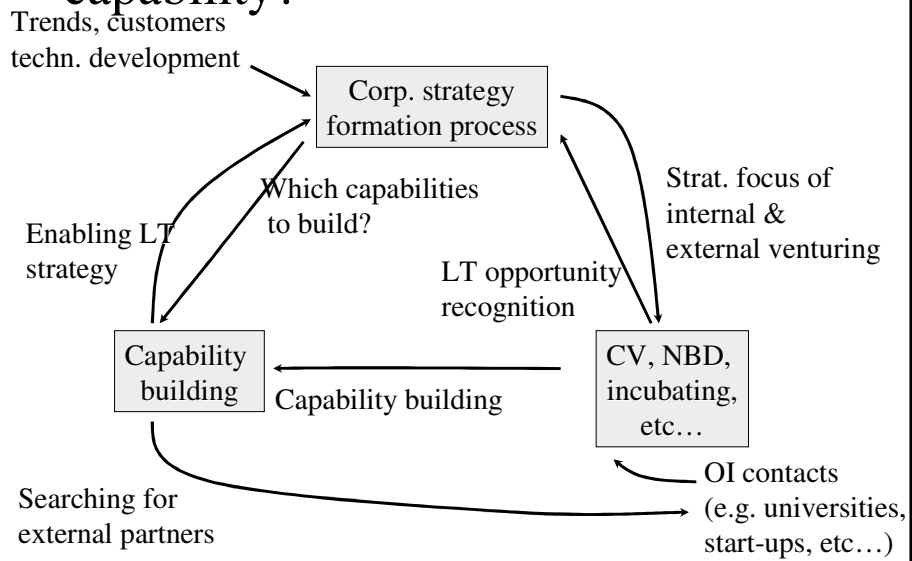 capability?
Trends, customers
techn. development
Corp. strategy
formation process
Which capabilities
to build?
Strat. focus of
internal &
external venturing
Enabling LT
strategy
LT opportunity
recognition
Capability
building
Capability building
CV, NBD,
incubating,
etc…
Searching for
external partners
OI contacts
(e.g. universities,
start-ups, etc…)